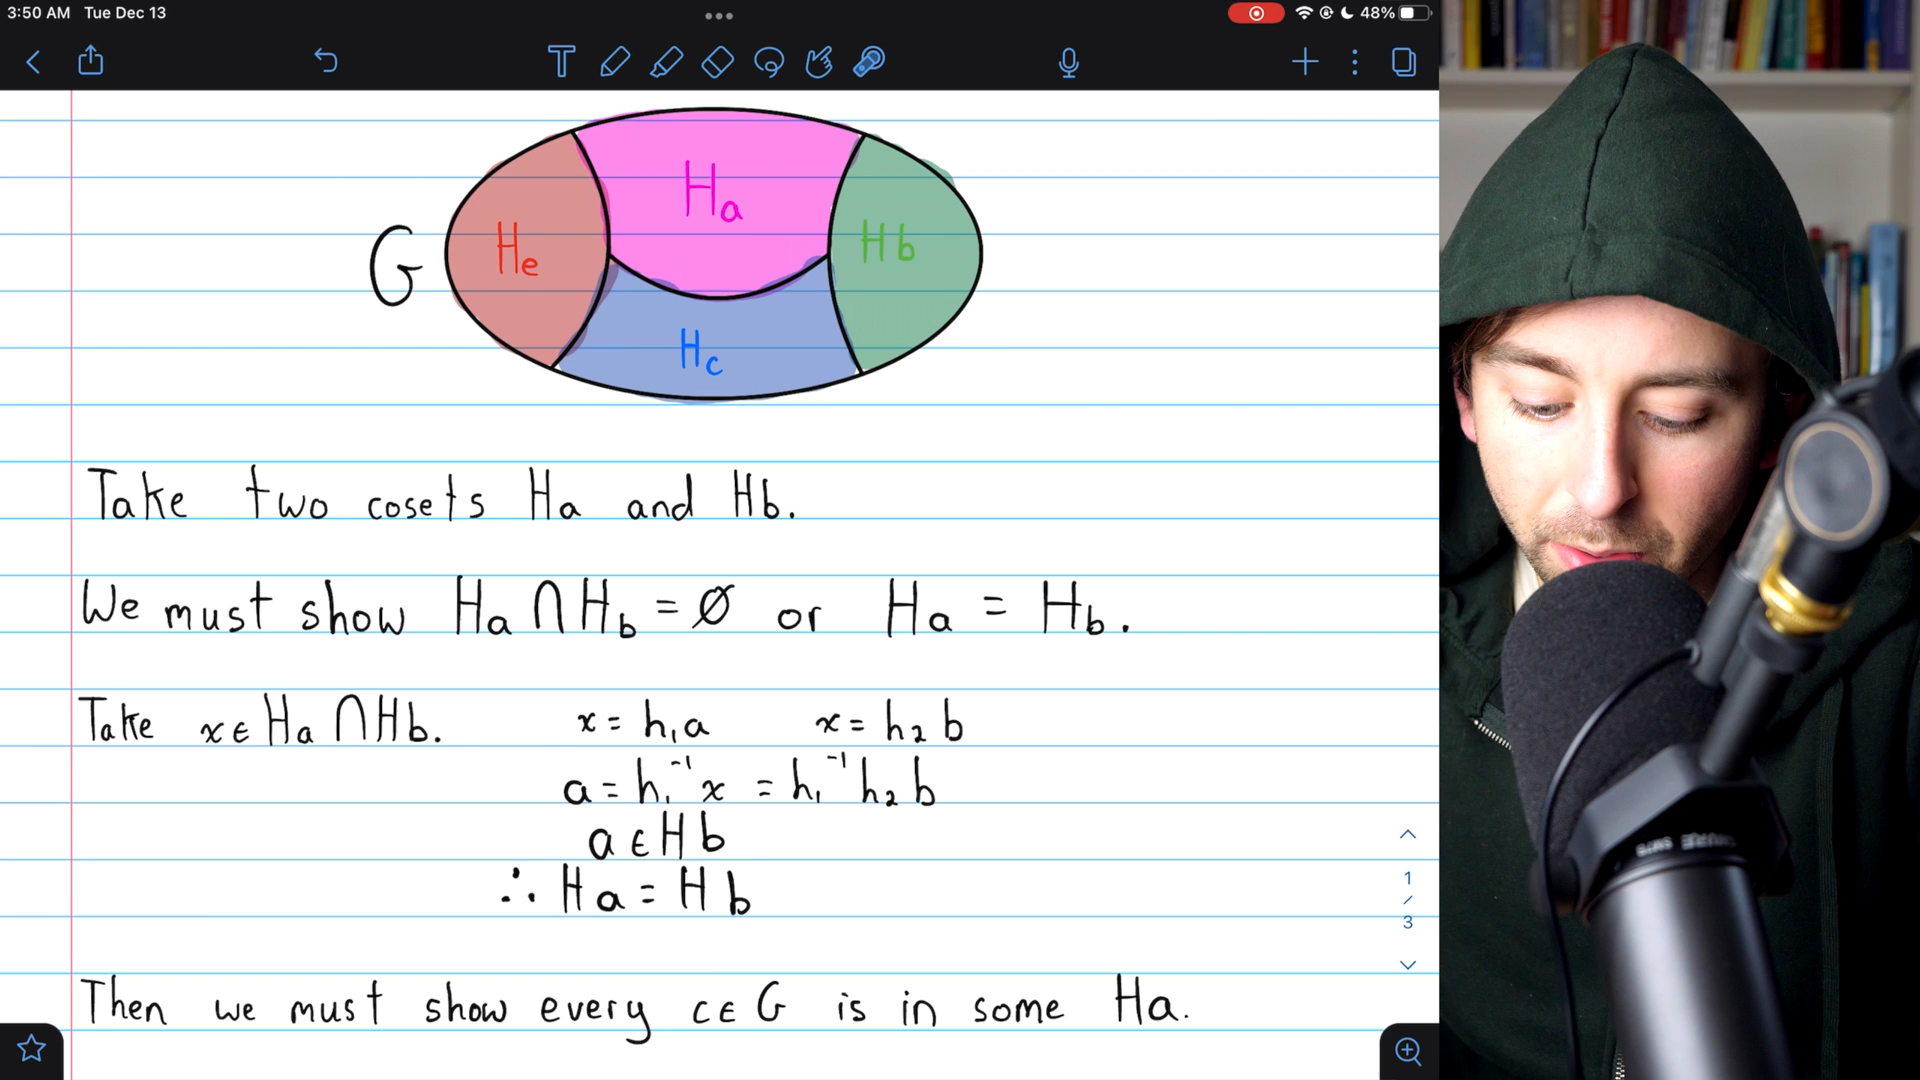 3:50 AM Tue Dec 13 48%
Ha
G He Hb
Hc
Take two cosets Ha and Hb.
We must show Ha ∩ Hb = ∅ or Ha = Hb.
Take x ∈ Ha ∩ Hb. x = h₁a x = h₂b
a = h₁⁻¹x = h₁⁻¹h₂b
a ∈ Hb
∴ Ha = Hb
1 / 3
Then we must show every c ∈ G is in some Ha.